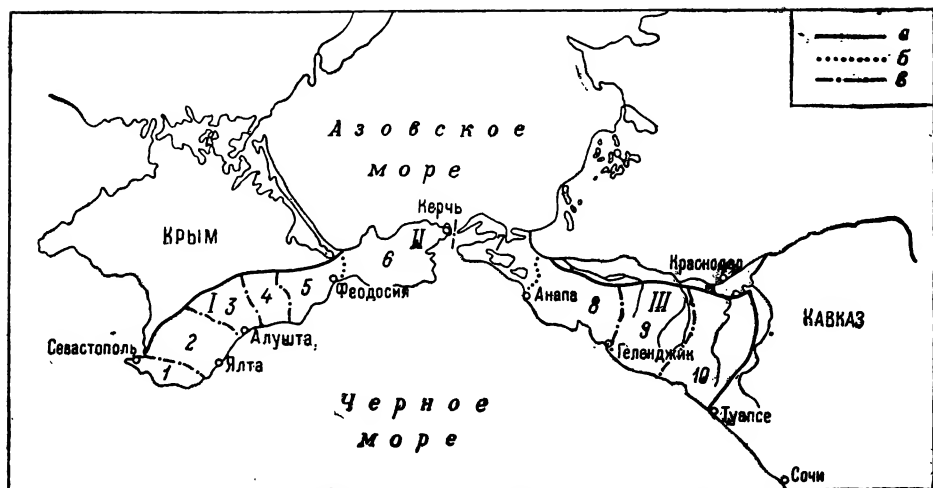 а
б
в
Азовское
море
Керчь
II
КРЫМ
6
Краснодар
I
3
4
5
Феодосия
Анапа
8
III
9
КАВКАЗ
Севастополь
2
Алушта
Геленджик
1
Ялта
10
Черное
море
Туапсе
Сочи